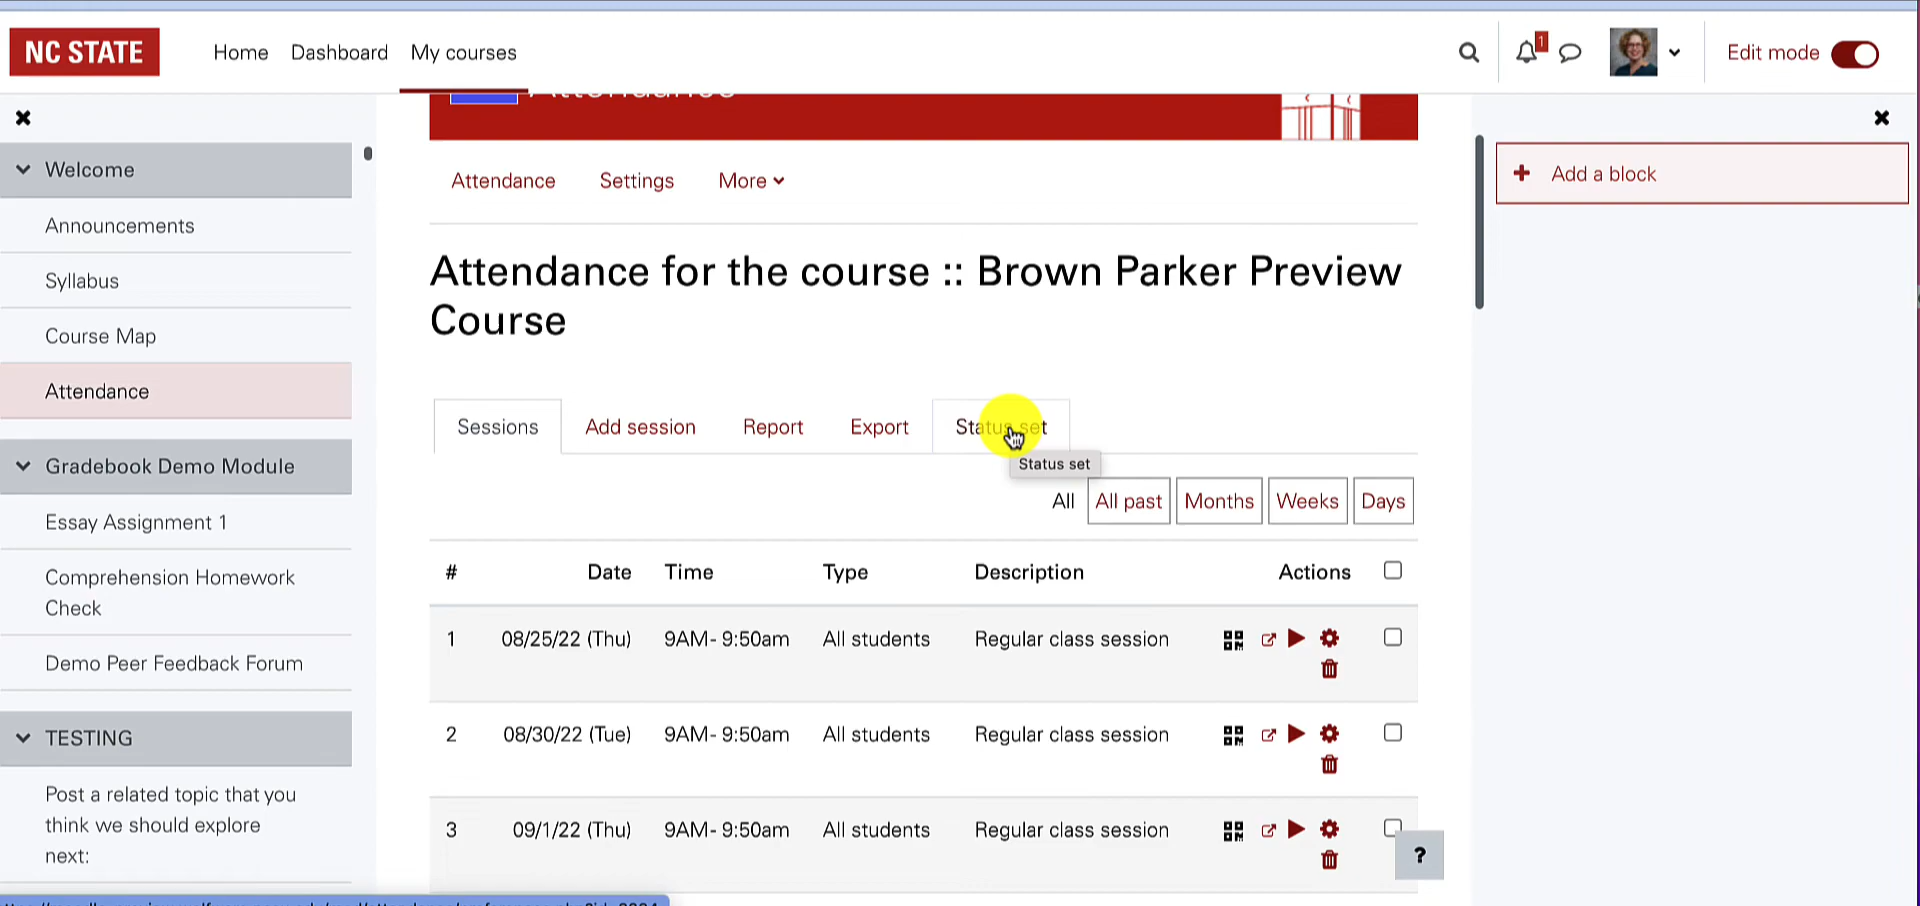 NC STATE
Home Dashboard My courses
1
Edit mode
Welcome
Announcements
Syllabus
Course Map
Attendance
Gradebook Demo Module
Essay Assignment 1
Comprehension Homework
Check
Demo Peer Feedback Forum
TESTING
Post a related topic that you
think we should explore
next:
Attendance
Attendance Settings More
Attendance for the course :: Brown Parker Preview
Course
Sessions Add session Report Export Status set
Status set
All All past Months Weeks Days
# Date Time Type Description Actions
1 08/25/22 (Thu) 9AM - 9:50am All students Regular class session
2 08/30/22 (Tue) 9AM - 9:50am All students Regular class session
3 09/1/22 (Thu) 9AM - 9:50am All students Regular class session
?
Add a block